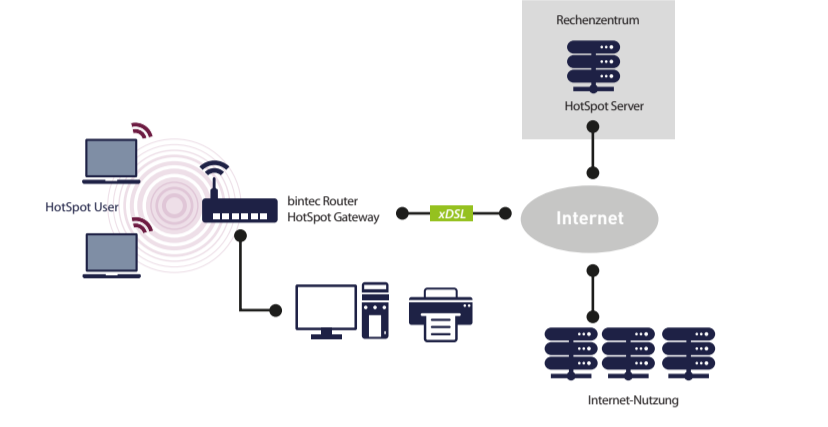 Rechenzentrum
HotSpot Server
HotSpot User
bintec Router
HotSpot Gateway
xDSL
Internet
Internet-Nutzung